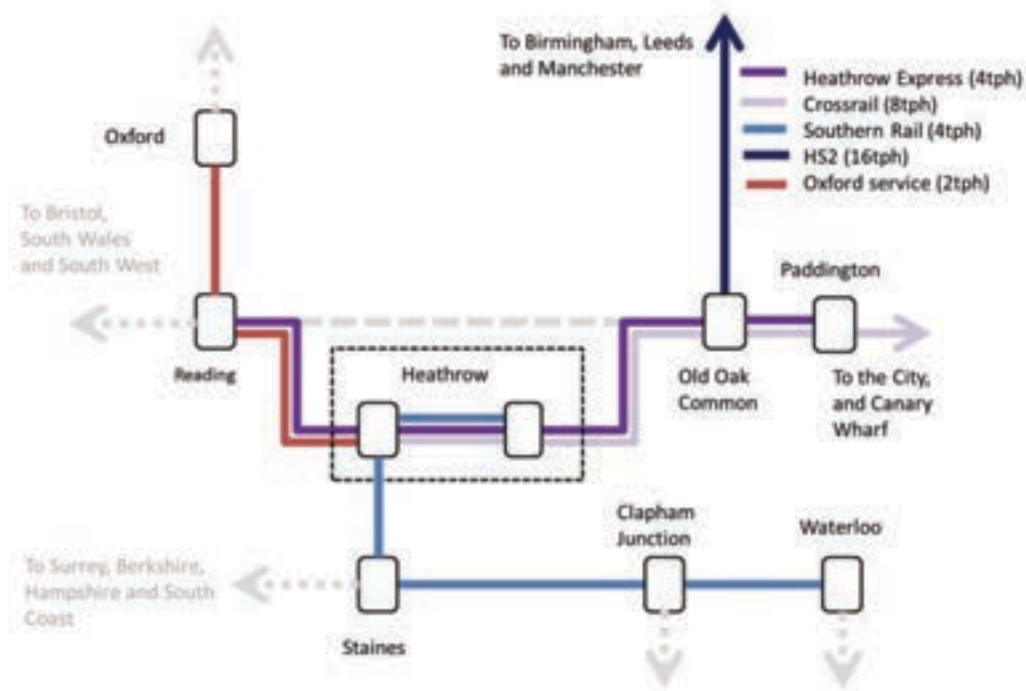 To Birmingham, Leeds
and Manchester
Heathrow Express (4tph)
Crossrail (8tph)
Southern Rail (4tph)
HS2 (16tph)
Oxford service (2tph)
Oxford
To Bristol,
South Wales
and South West
Paddington
Reading
Heathrow
Old Oak
Common
To the City,
and Canary
Wharf
Clapham
Junction
Waterloo
To Surrey, Berkshire,
Hampshire and South
Coast
Staines